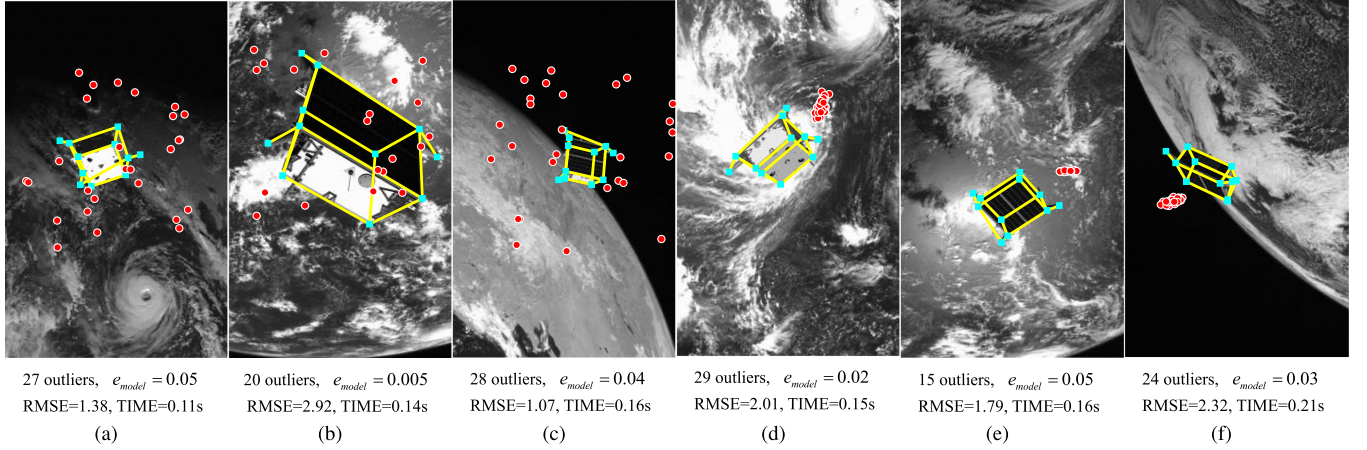 27 outliers, e_model = 0.05
RMSE=1.38, TIME=0.11s
(a)
20 outliers, e_model = 0.005
RMSE=2.92, TIME=0.14s
(b)
28 outliers, e_model = 0.04
RMSE=1.07, TIME=0.16s
(c)
29 outliers, e_model = 0.02
RMSE=2.01, TIME=0.15s
(d)
15 outliers, e_model = 0.05
RMSE=1.79, TIME=0.16s
(e)
24 outliers, e_model = 0.03
RMSE=2.32, TIME=0.21s
(f)